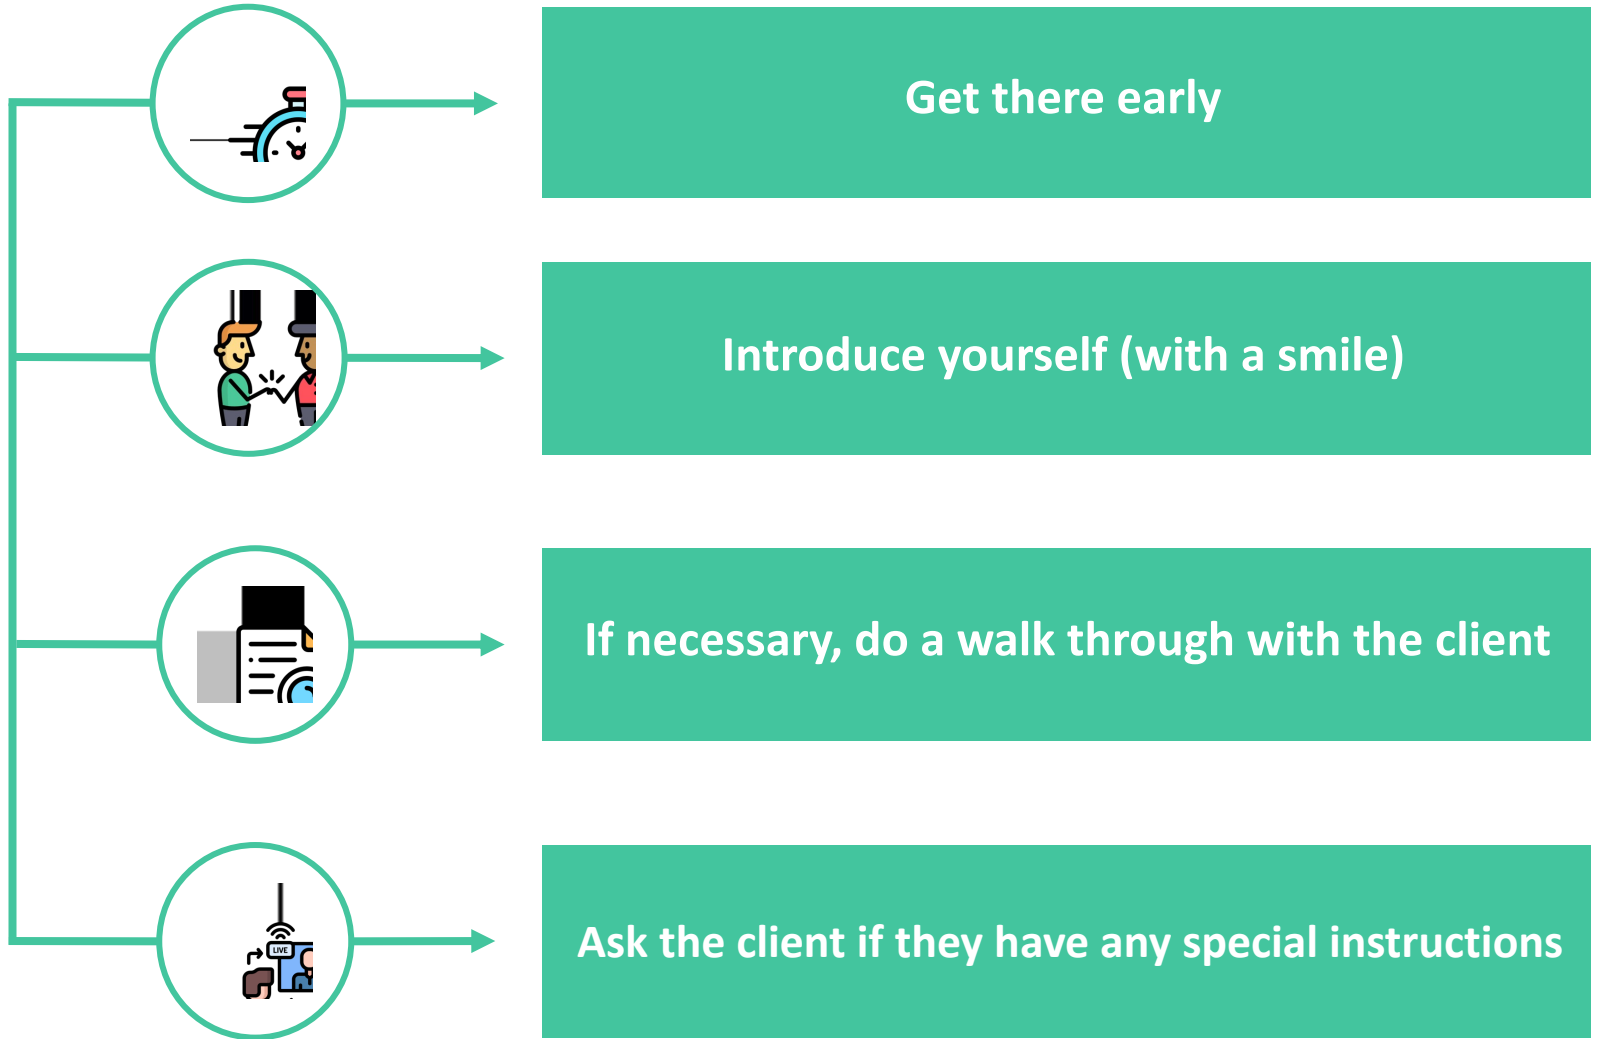 Get there early
Introduce yourself (with a smile)
If necessary, do a walk through with the client
LIVE
Ask the client if they have any special instructions